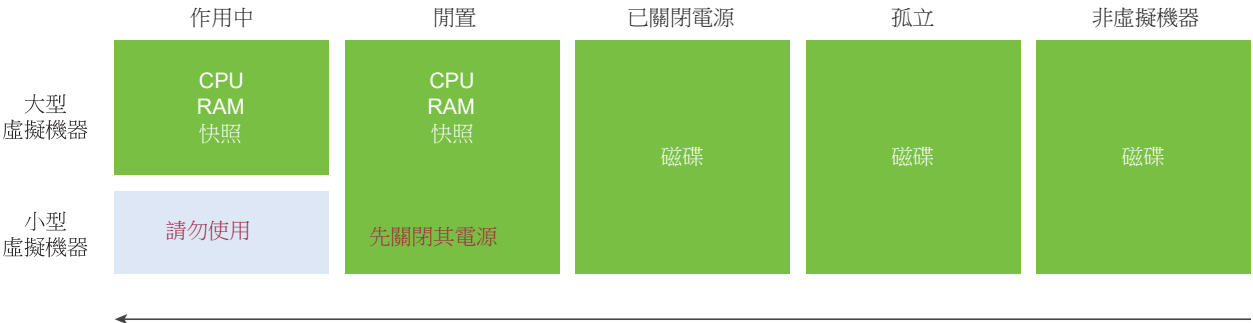 作用中 閒置 已關閉電源 孤立 非虛擬機器
大型
虛擬機器
CPU
RAM
快照
CPU
RAM
快照
磁碟
磁碟
磁碟
小型
虛擬機器
請勿使用
先關閉其電源